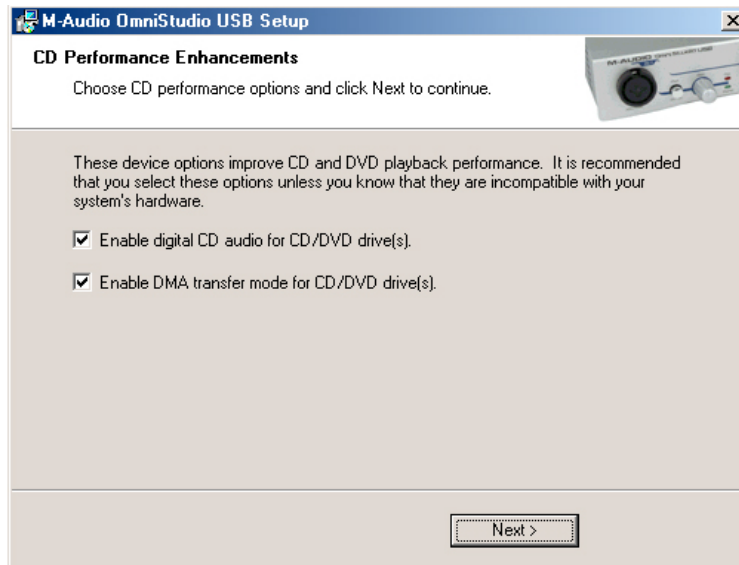 M-Audio OmniStudio USB Setup
CD Performance Enhancements
Choose CD performance options and click Next to continue.
M-AUDIO OMNISTUDIO USB
These device options improve CD and DVD playback performance.  It is recommended
that you select these options unless you know that they are incompatible with your
system's hardware.
Enable digital CD audio for CD/DVD drive(s).
Enable DMA transfer mode for CD/DVD drive(s).
Next >